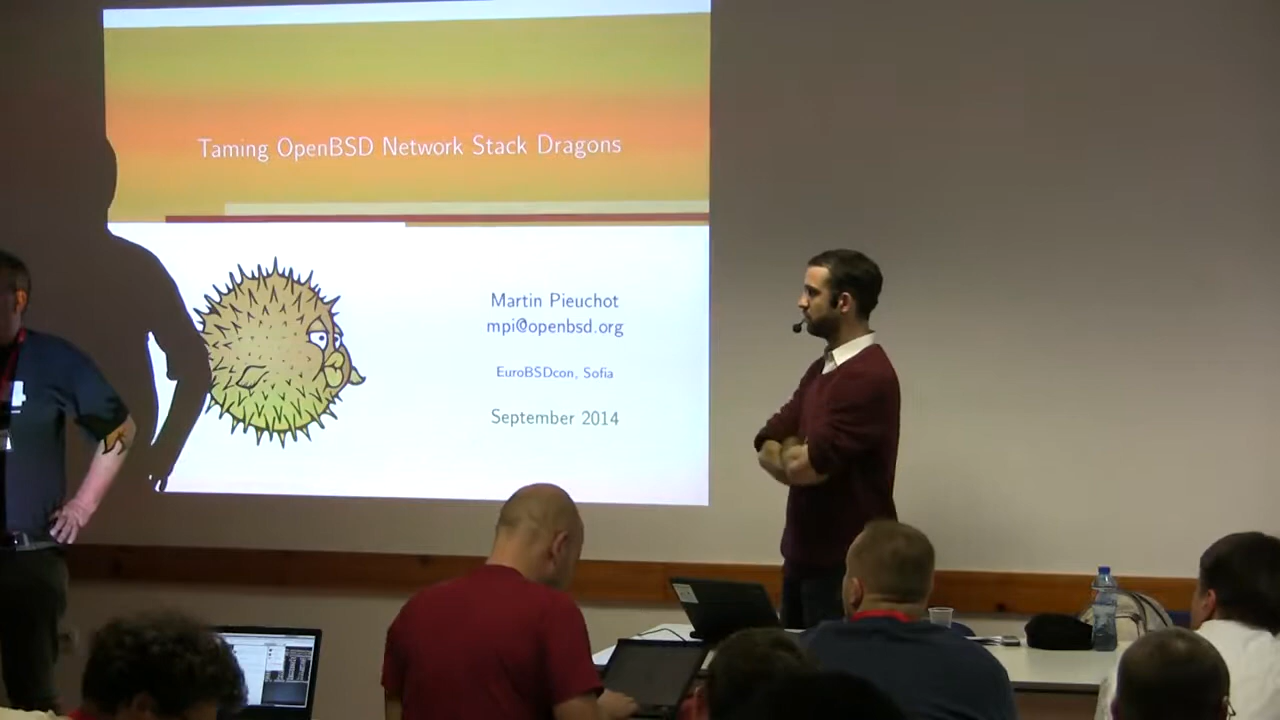 Taming OpenBSD Network Stack Dragons
Martin Pieuchot
mpi@openbsd.org
EuroBSDcon, Sofia
September 2014